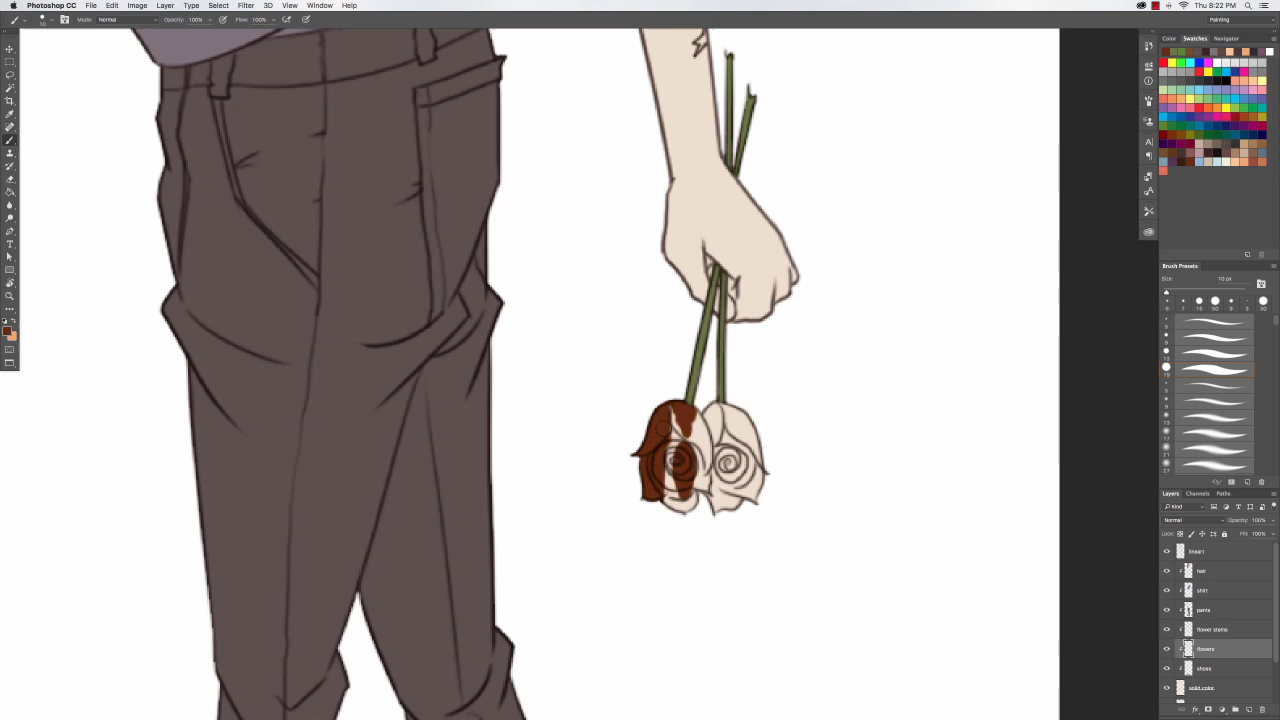 Photoshop CC File Edit Image Layer Type Select Filter 3D View Window Help Thu 8:22 PM
10 Mode: Normal Opacity: 100% Flow: 100% Painting
Color Swatches Navigator
Brush Presets
Size: 10 px
Layers Channels Paths
Kind
Normal Opacity: 100%
Lock: Fill: 100%
lineart
hair
shirt
pants
flower stems
flowers
shoes
solid color